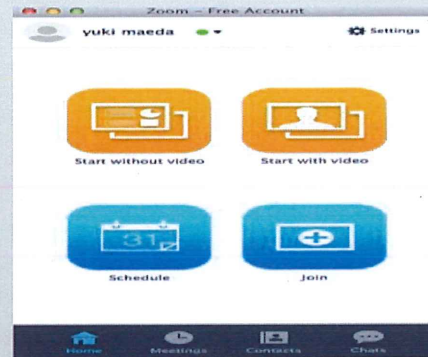 Zoom - Free Account
yuki maeda
Settings
Start without video
Start with video
31
Schedule
Join
Home
Meetings
Contacts
Chats